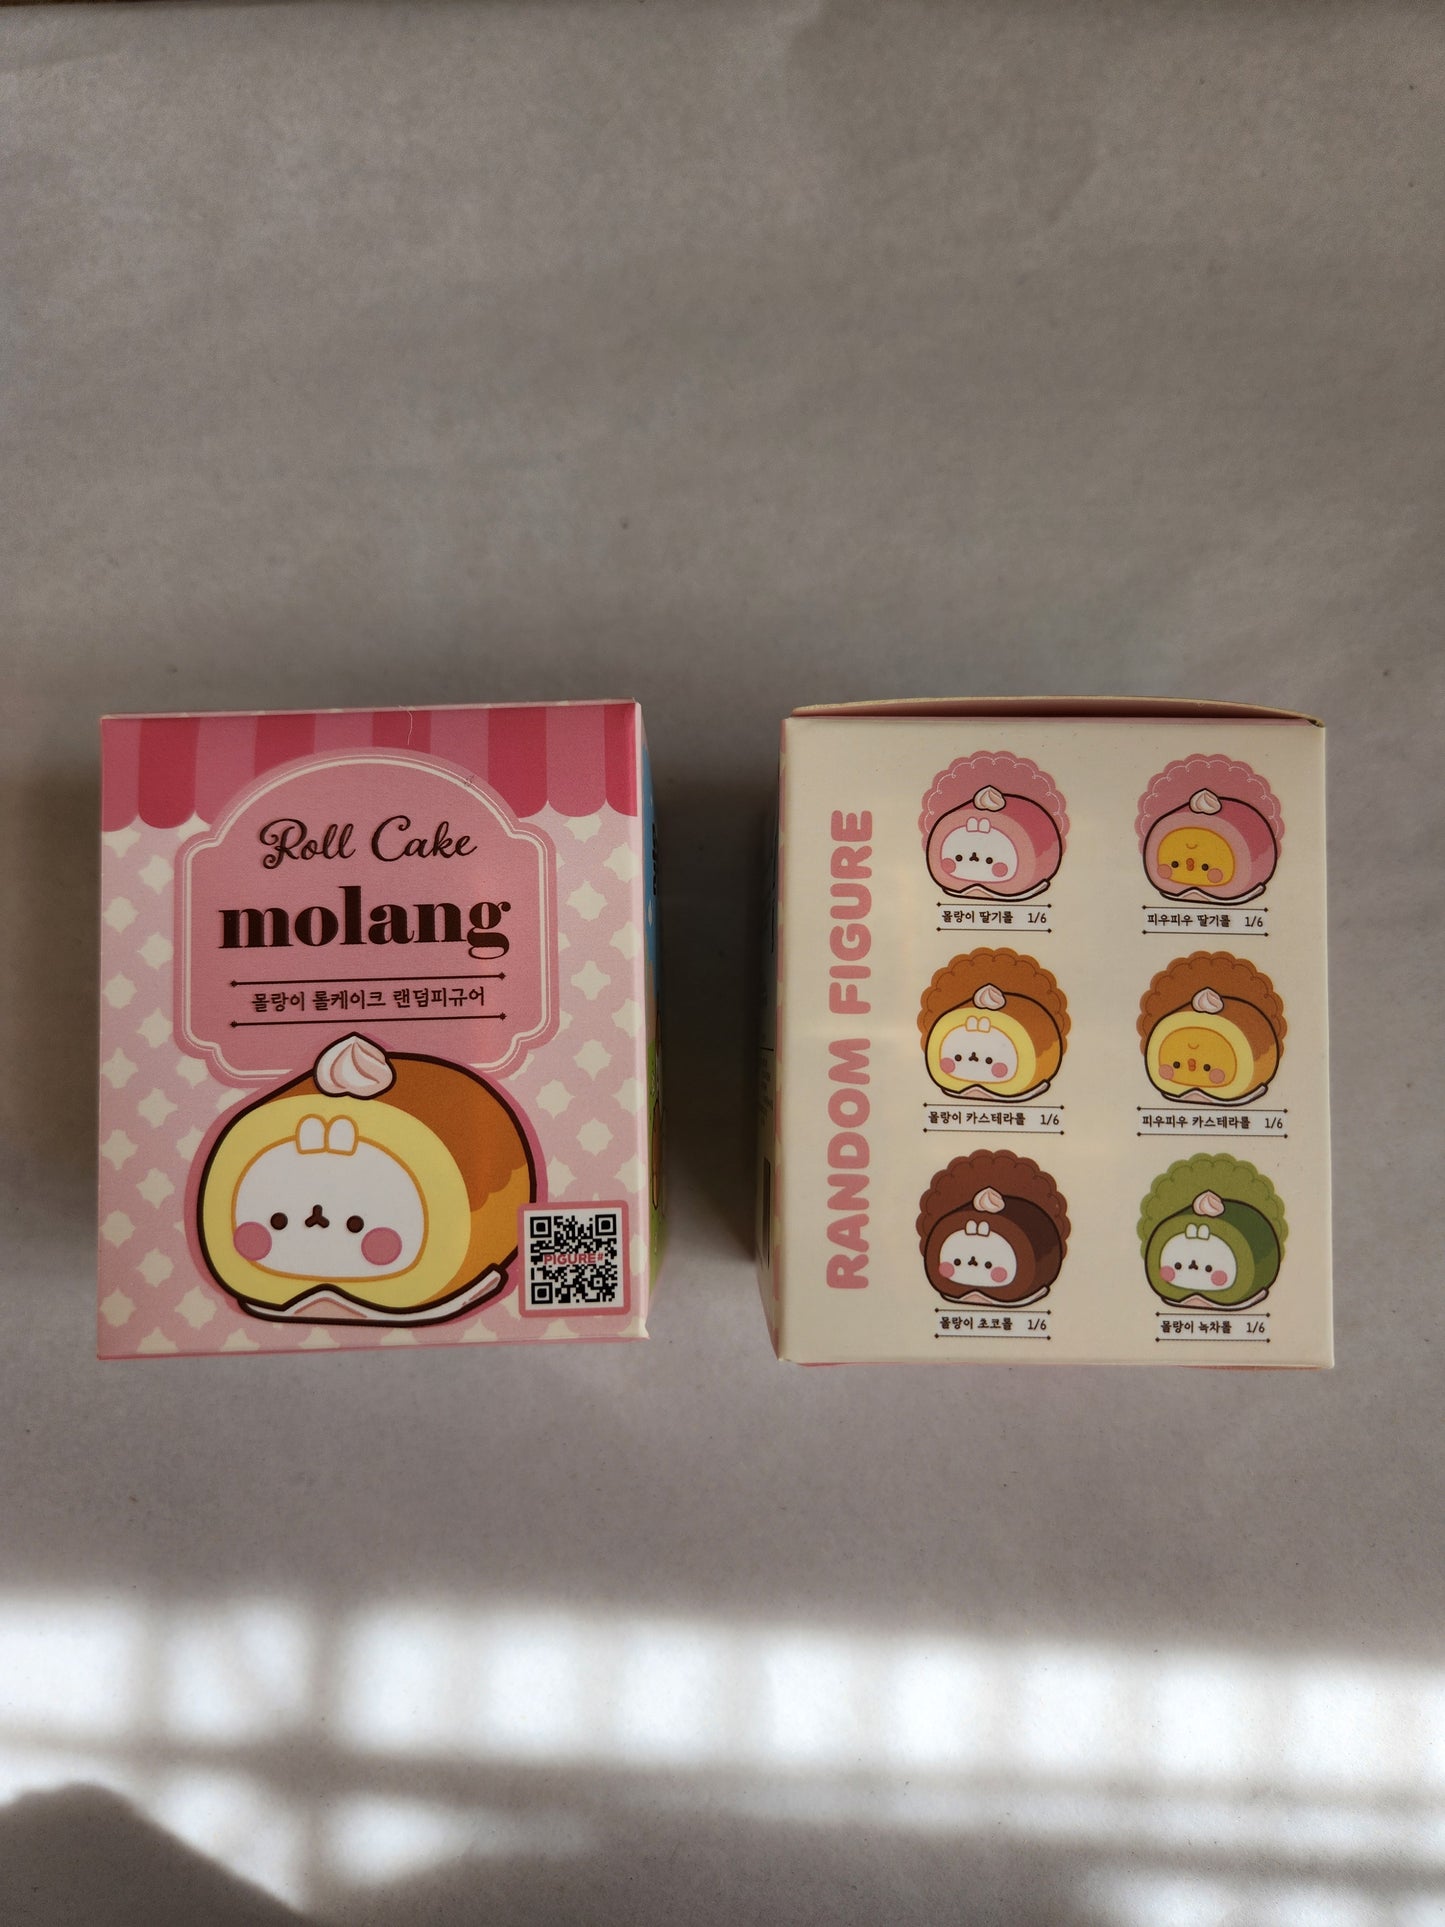 Roll Cake
molang
몰랑이 롤케이크 랜덤피규어
PIGURE#
RANDOM FIGURE
몰랑이 딸기롤 1/6
피우피우 딸기롤 1/6
몰랑이 카스테라롤 1/6
피우피우 카스테라롤 1/6
몰랑이 초코롤 1/6
몰랑이 녹차롤 1/6